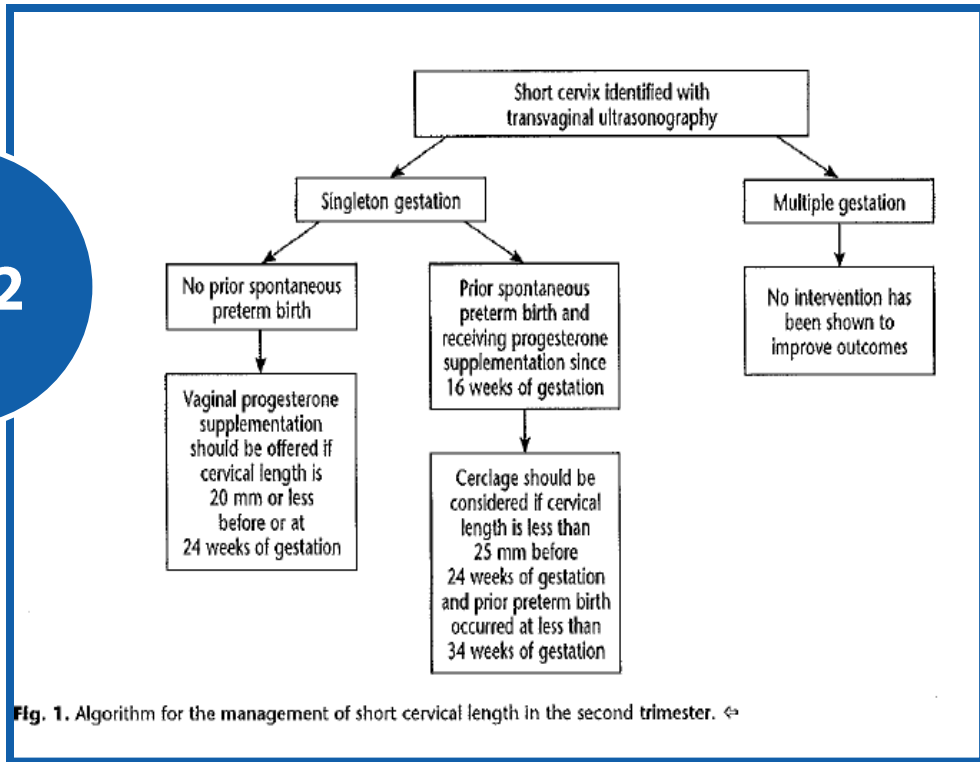 2
Short cervix identified with
transvaginal ultrasonography
Singleton gestation
Multiple gestation
No prior spontaneous
preterm birth
Prior spontaneous
preterm birth and
receiving progesterone
supplementation since
16 weeks of gestation
No intervention has
been shown to
improve outcomes
Vaginal progesterone
supplementation
should be offered if
cervical length is
20 mm or less
before or at
24 weeks of gestation
Cerclage should be
considered if cervical
length is less than
25 mm before
24 weeks of gestation
and prior preterm birth
occurred at less than
34 weeks of gestation
Fig. 1. Algorithm for the management of short cervical length in the second trimester. ⇦